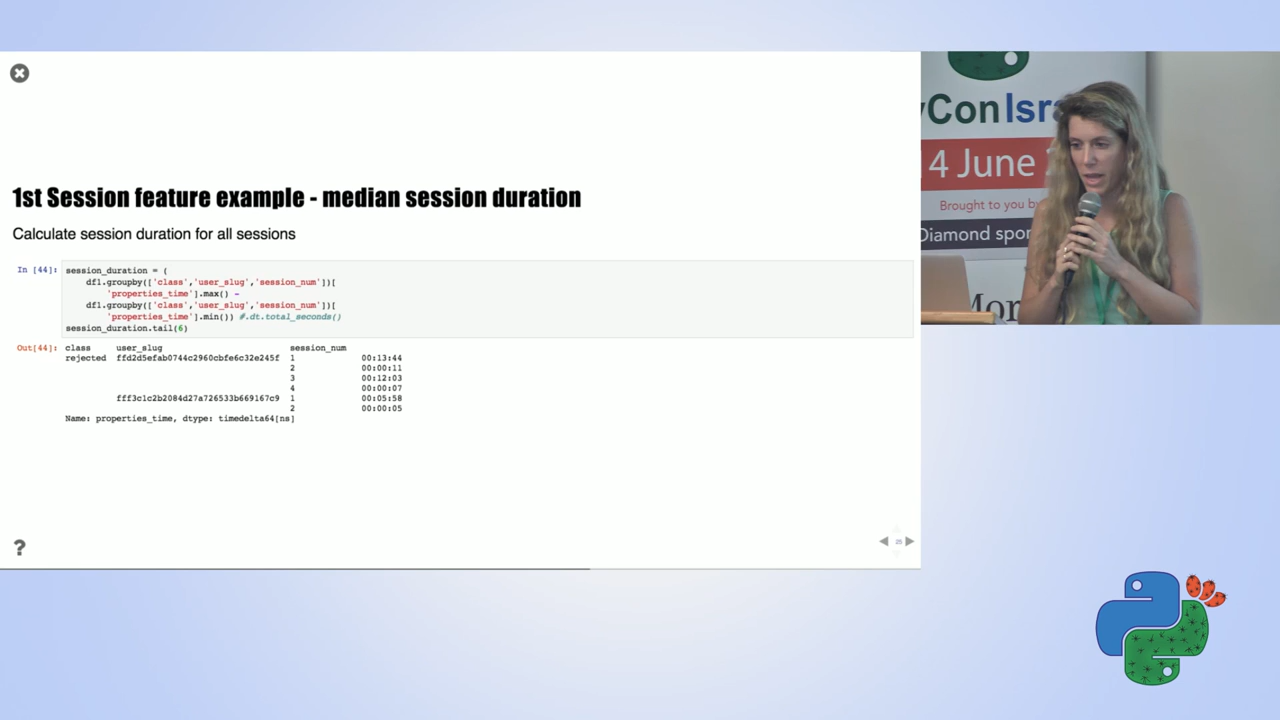 1st Session feature example - median session duration
Calculate session duration for all sessions
In [44]: session_duration = (
df1.groupby(['class','user_slug','session_num'])[
'properties_time'].max() -
df1.groupby(['class','user_slug','session_num'])[
'properties_time'].min()) #.dt.total_seconds()
session_duration.tail(6)
Out[44]: class user_slug session_num
rejected ffd2d5efab0744c2960cbfe6c32e245f 1 00:13:44
2 00:00:11
3 00:12:03
4 00:00:07
fff3c1c2b2084d27a726533b669167c9 1 00:05:58
2 00:00:05
Name: properties_time, dtype: timedelta64[ns]
?
25
yCon Isra
4 June
Brought to you by
Diamond spon
Mor